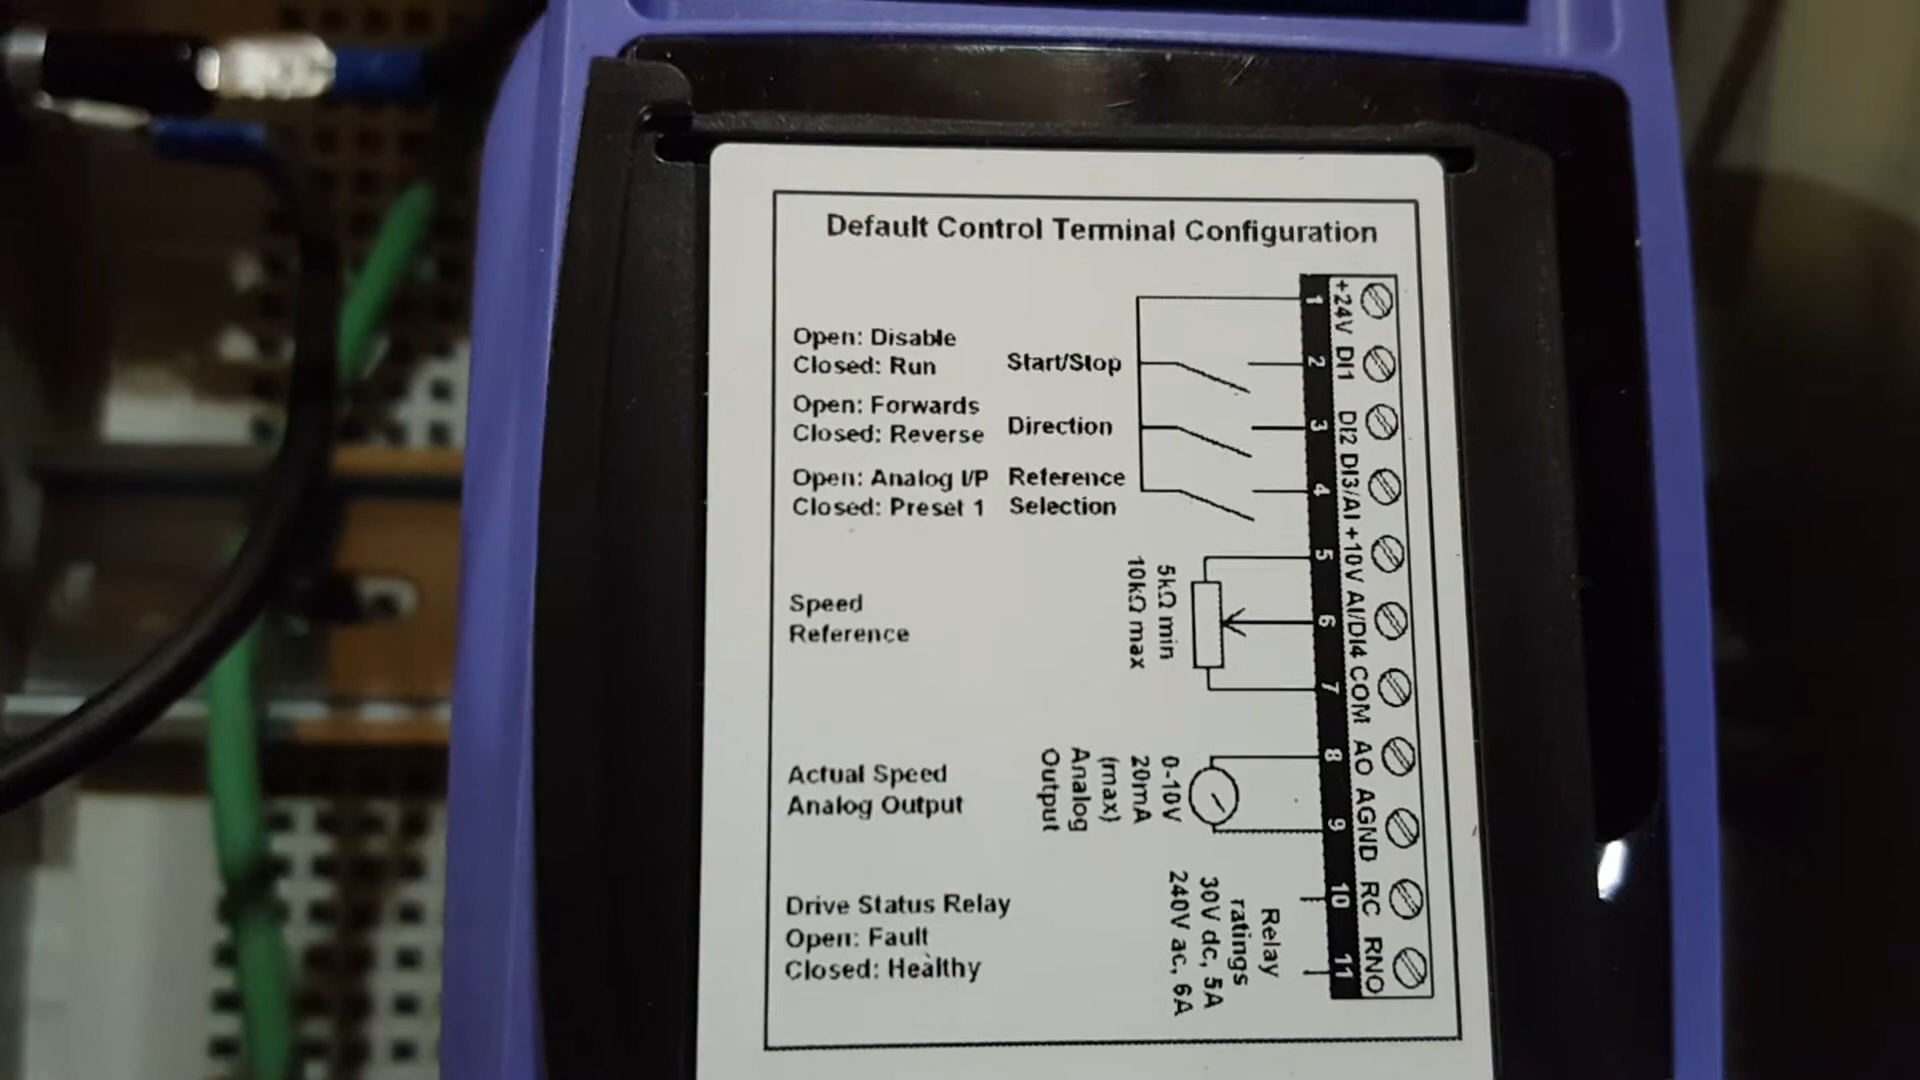 Default Control Terminal Configuration
Open: Disable
Closed: Run
Start/Stop
Open: Forwards
Closed: Reverse
Direction
Open: Analog I/P
Closed: Preset 1
Reference
Selection
Speed
Reference
5kΩ min
10kΩ max
Actual Speed
Analog Output
0-10V
20mA
(max)
Analog
Output
Drive Status Relay
Open: Fault
Closed: Healthy
Relay
ratings
30V dc, 5A
240V ac, 6A
1 +24V
2 DI1
3 DI2
4 DI3/AI
5 +10V
6 AI/DI4
7 COM
8 AO
9 AGND
10 RC
11 RNO